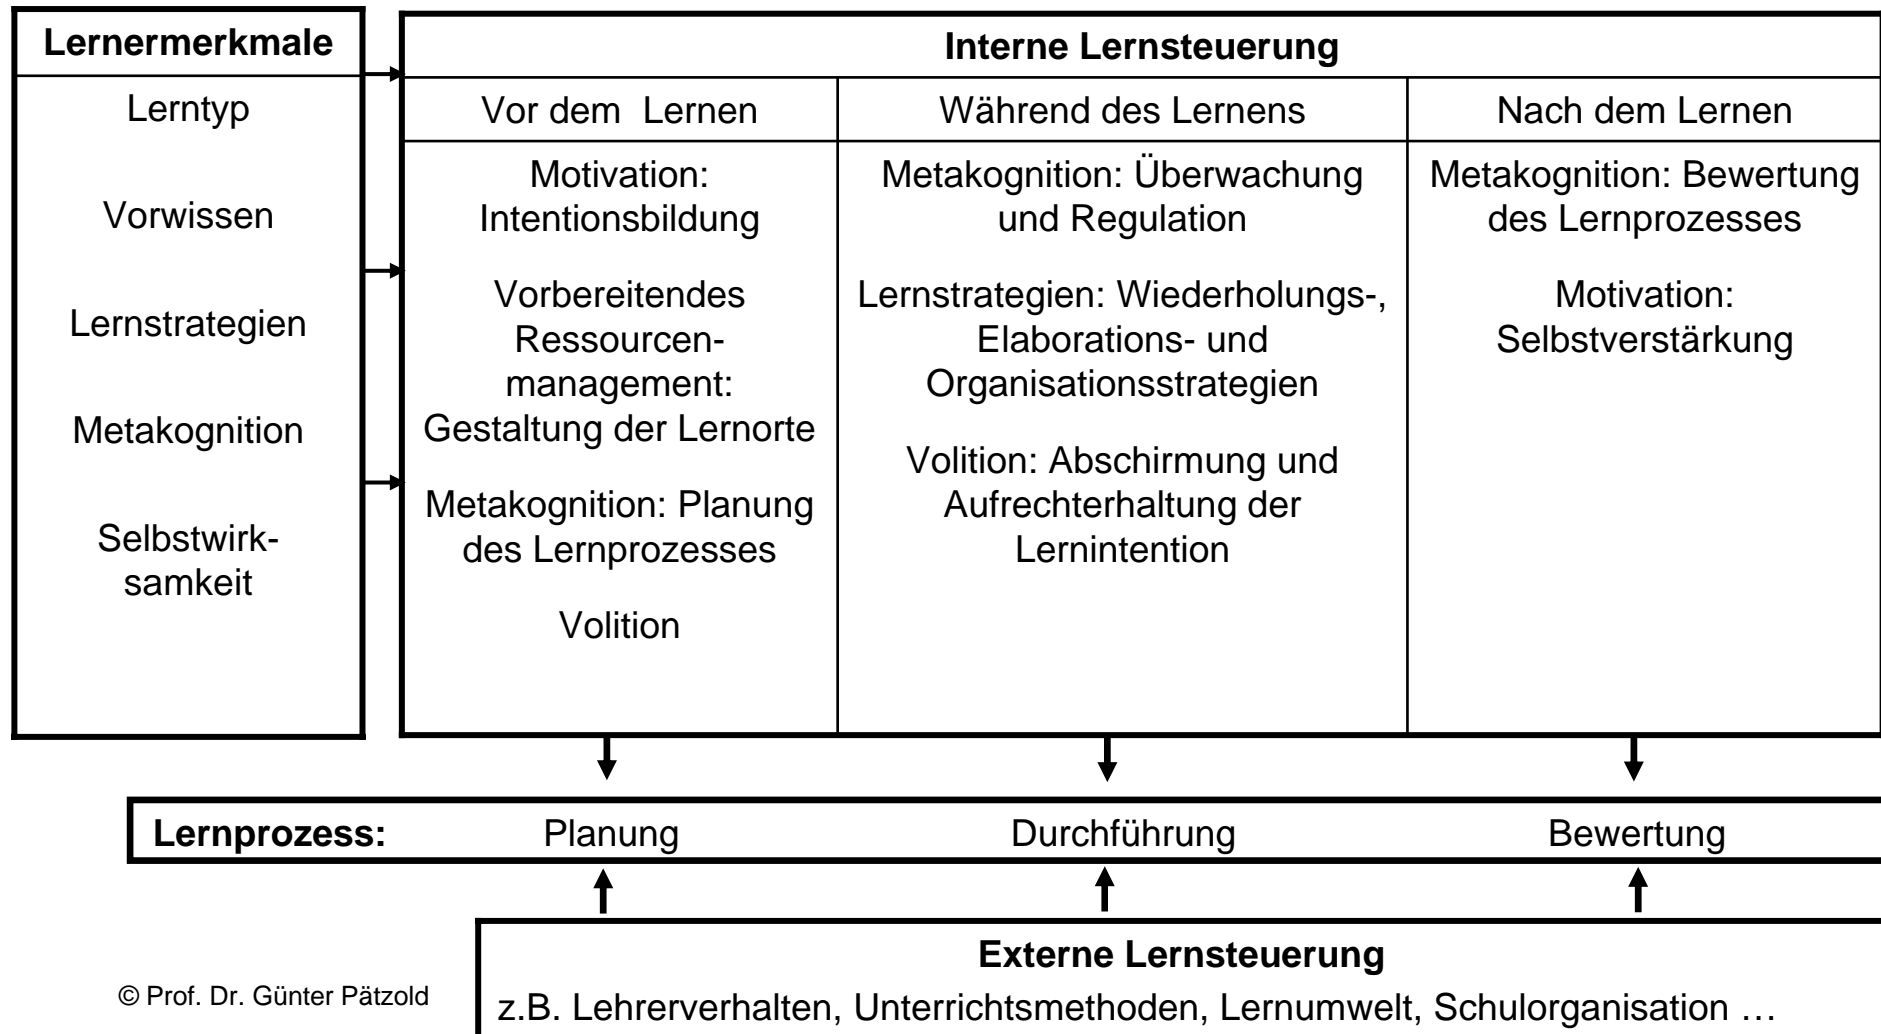 Lernermerkmale
Lerntyp
Vorwissen
Lernstrategien
Metakognition
Selbstwirk-
samkeit
Interne Lernsteuerung
Vor dem Lernen
Motivation:
Intentionsbildung
Vorbereitendes
Ressourcen-
management:
Gestaltung der Lernorte
Metakognition: Planung
des Lernprozesses
Volition
Während des Lernens
Metakognition: Überwachung
und Regulation
Lernstrategien: Wiederholungs-,
Elaborations- und
Organisationsstrategien
Volition: Abschirmung und
Aufrechterhaltung der
Lernintention
Nach dem Lernen
Metakognition: Bewertung
des Lernprozesses
Motivation:
Selbstverstärkung
Lernprozess: Planung Durchführung Bewertung
Externe Lernsteuerung
z.B. Lehrerverhalten, Unterrichtsmethoden, Lernumwelt, Schulorganisation …
© Prof. Dr. Günter Pätzold